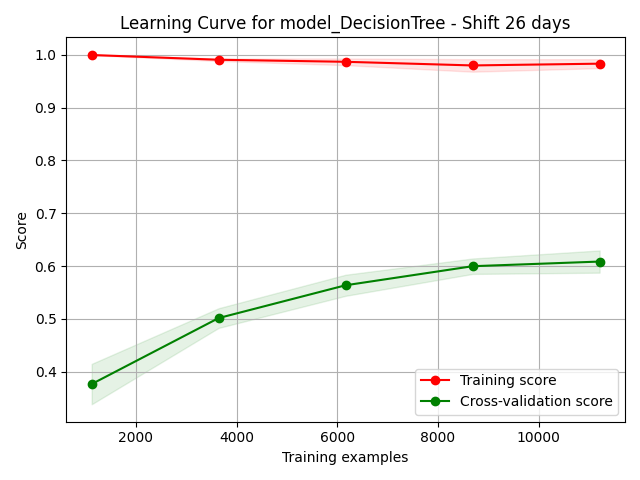 Learning Curve for model_DecisionTree - Shift 26 days
Score
1.0
0.9
0.8
0.7
0.6
0.5
0.4
Training score
Cross-validation score
2000 4000 6000 8000 10000
Training examples